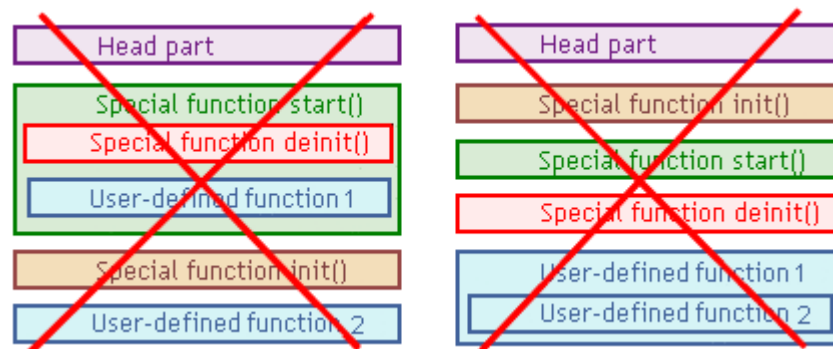 Head part
Special function start()
Special function deinit()
User-defined function 1
Special function init()
User-defined function 2
Head part
Special function init()
Special function start()
Special function deinit()
User-defined function 1
User-defined function 2